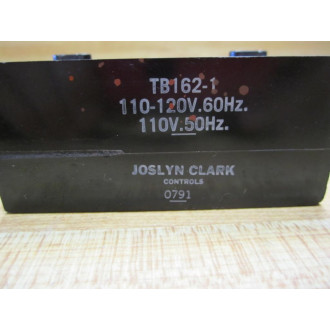 TB162-1
110-120V.60Hz.
110V.50Hz.
JOSLYN CLARK
CONTROLS
0791